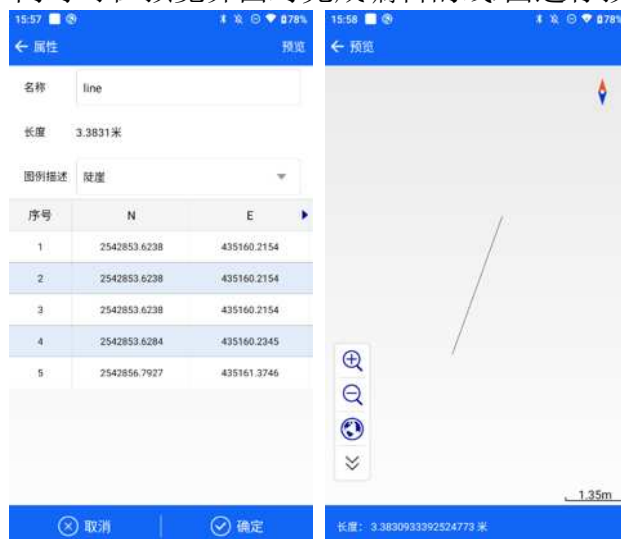 15:57 78%
属性 预览
名称 line
长度 3.3831米
图例描述 陡崖
序号 N E
1 2542853.6238 435160.2154
2 2542853.6238 435160.2154
3 2542853.6238 435160.2154
4 2542853.6284 435160.2345
5 2542856.7927 435161.3746
取消 确定
15:58 78%
预览
1.35m
长度: 3.3830933392524773 米